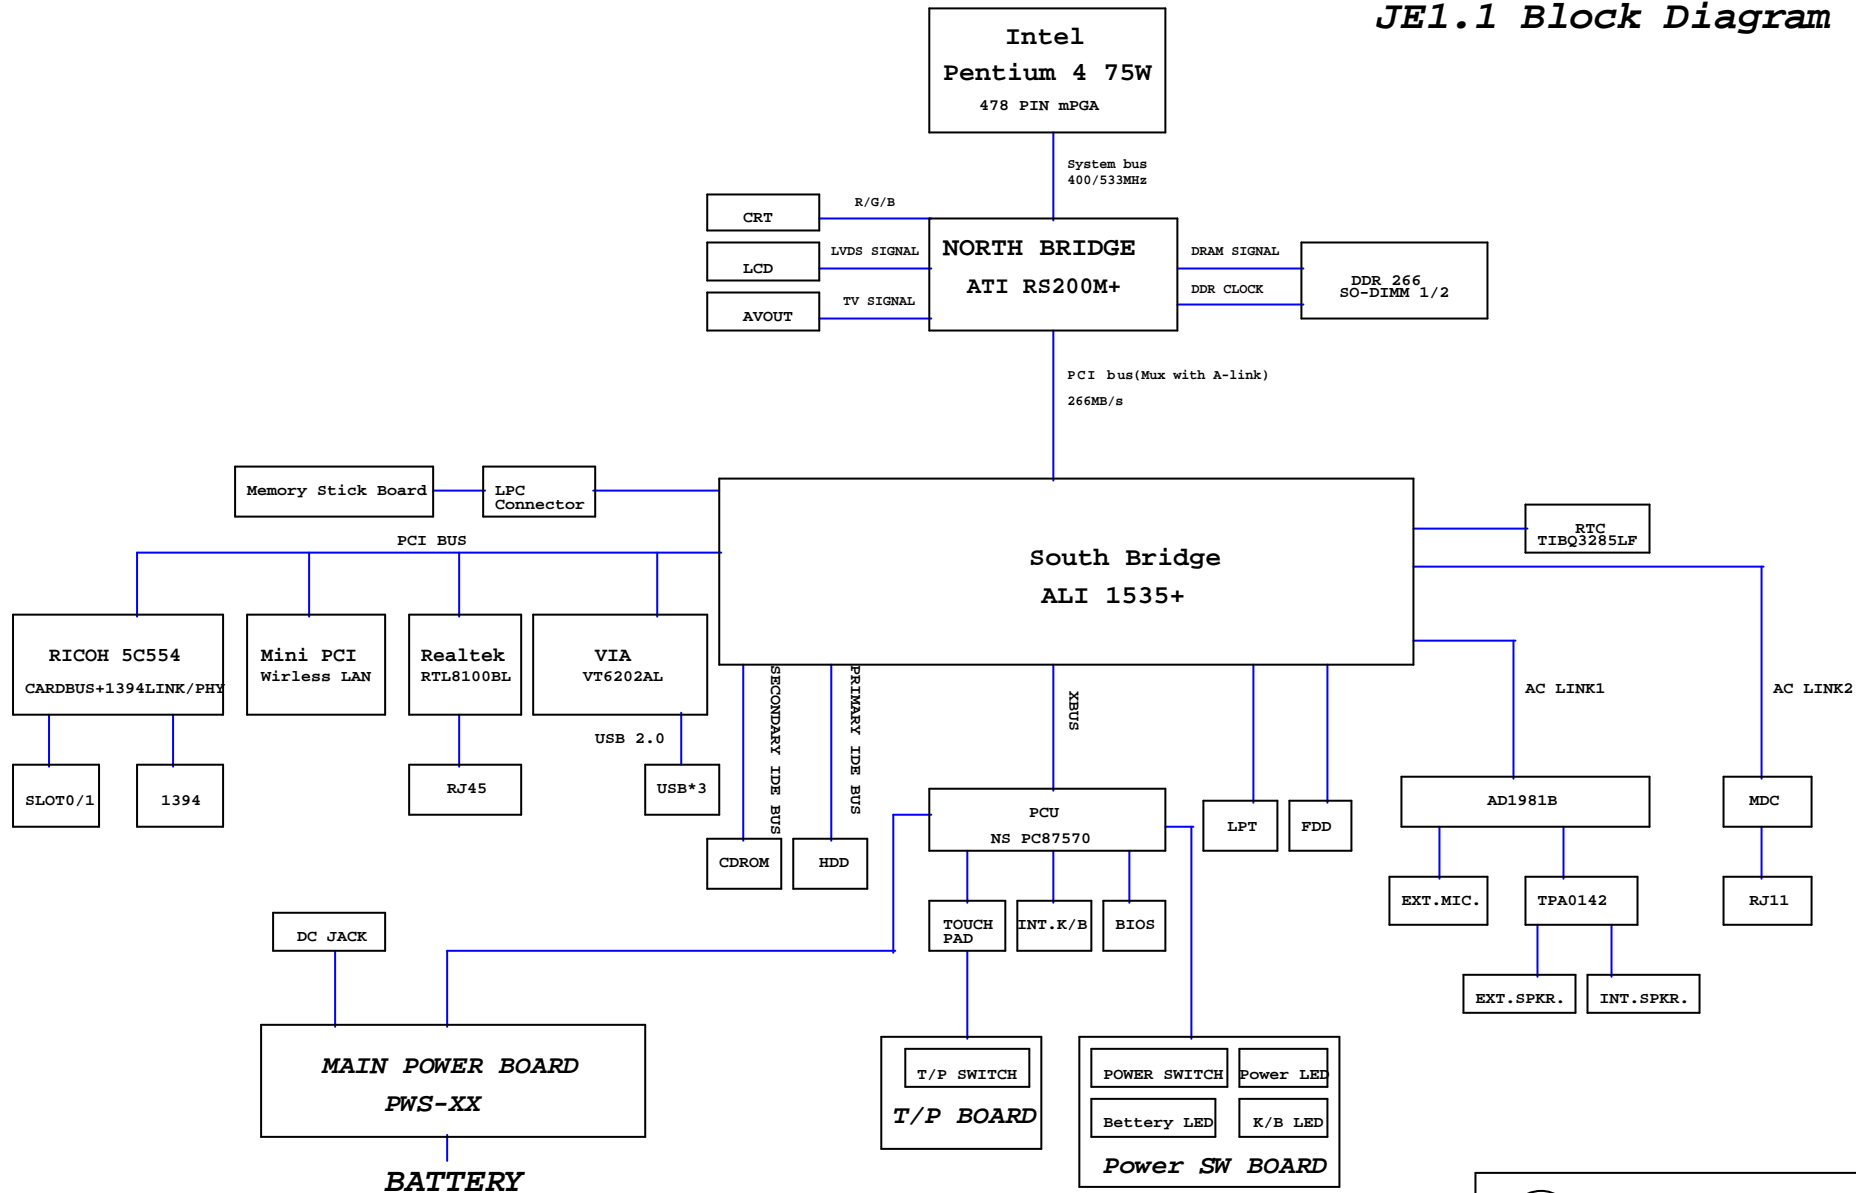 JE1.1 Block Diagram
Intel
Pentium 4 75W
478 PIN mPGA
System bus
400/533MHz
CRT
R/G/B
LCD
LVDS SIGNAL
AVOUT
TV SIGNAL
NORTH BRIDGE
ATI RS200M+
DRAM SIGNAL
DDR CLOCK
DDR 266
SO-DIMM 1/2
PCI bus(Mux with A-link)
266MB/s
Memory Stick Board
LPC
Connector
PCI BUS
South Bridge
ALI 1535+
RTC
TIBQ3285LF
RICOH 5C554
CARDBUS+1394LINK/PHY
Mini PCI
Wirless LAN
Realtek
RTL8100BL
VIA
VT6202AL
USB 2.0
SECONDARY IDE BUS
PRIMARY IDE BUS
XBUS
AC LINK1
AC LINK2
SLOT0/1
1394
RJ45
USB*3
CDROM
HDD
PCU
NS PC87570
LPT
FDD
AD1981B
MDC
EXT.MIC.
TPA0142
RJ11
TOUCH
PAD
INT.K/B
BIOS
DC JACK
EXT.SPKR.
INT.SPKR.
MAIN POWER BOARD
PWS-XX
BATTERY
T/P SWITCH
T/P BOARD
POWER SWITCH
Power LED
Bettery LED
K/B LED
Power SW BOARD